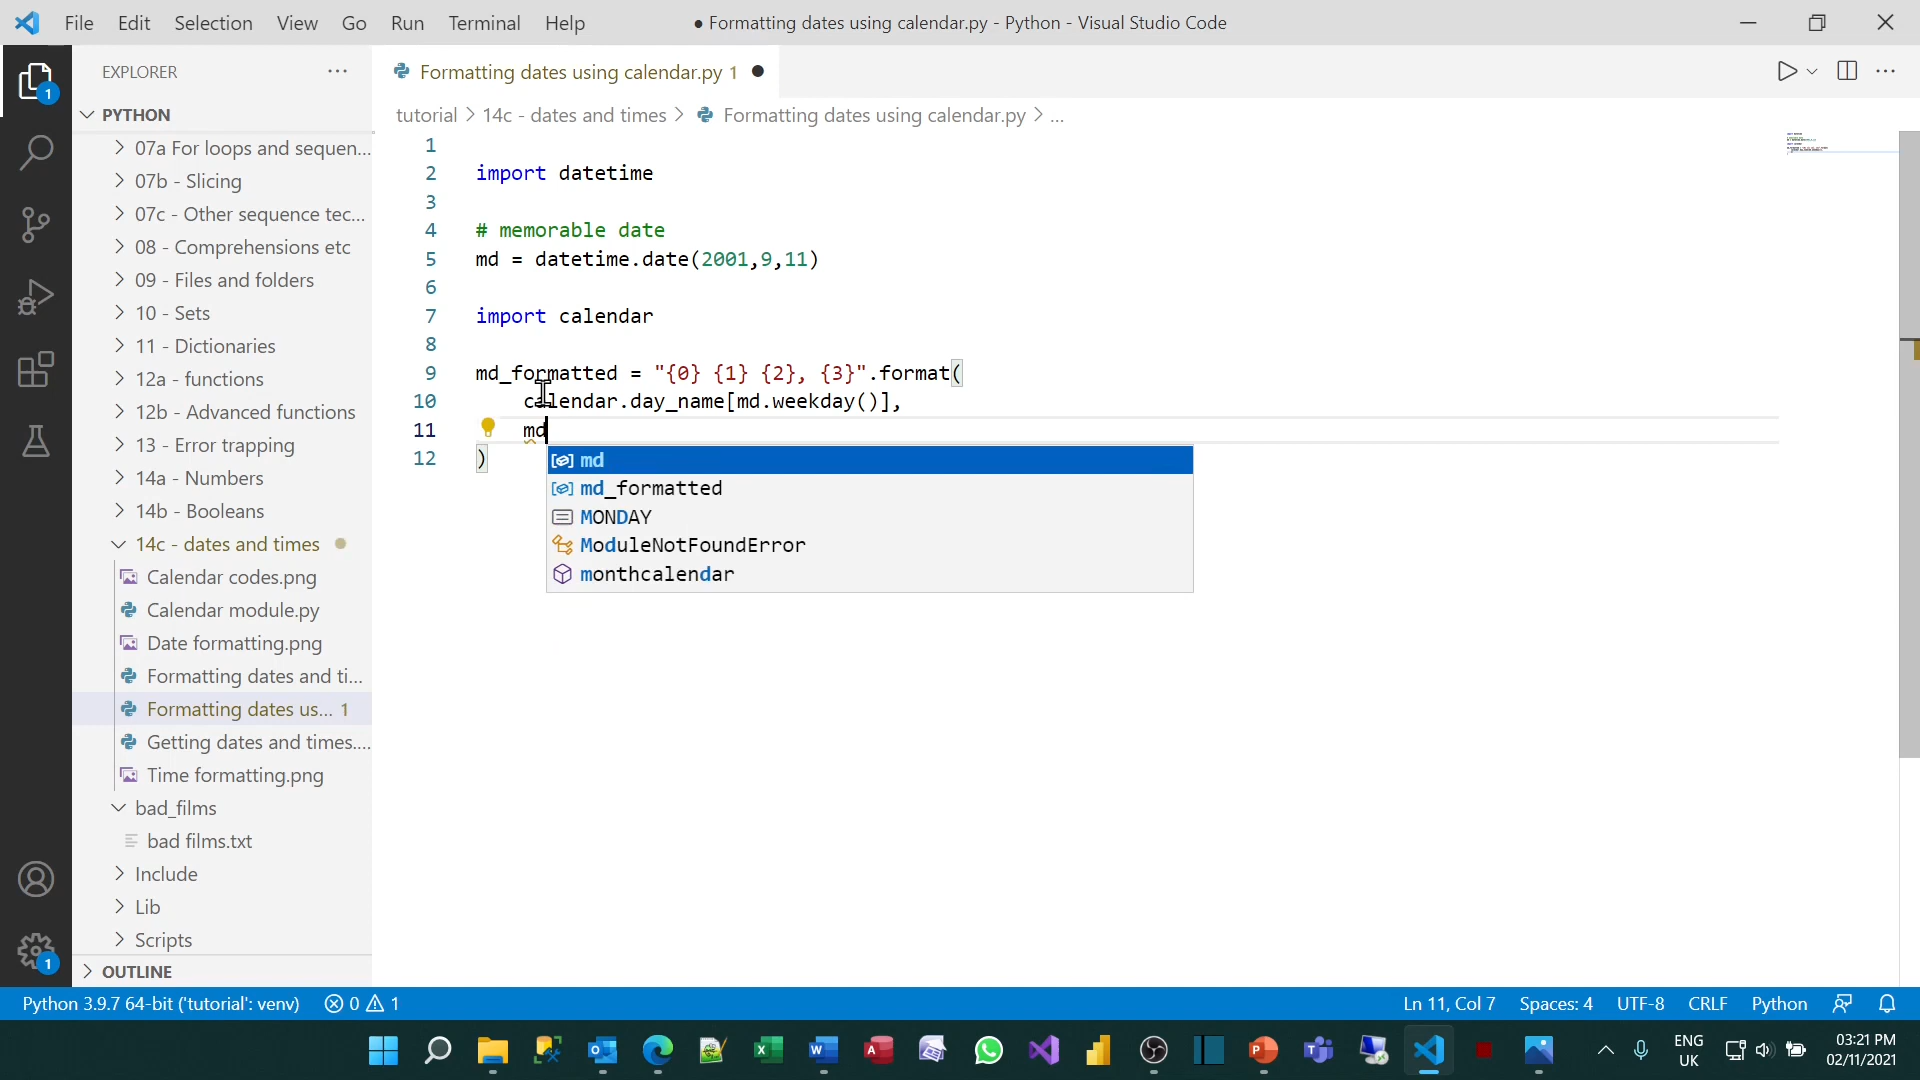 File Edit Selection View Go Run Terminal Help
● Formatting dates using calendar.py - Python - Visual Studio Code
EXPLORER
1
PYTHON
07a For loops and sequen...
07b - Slicing
07c - Other sequence tec...
08 - Comprehensions etc
09 - Files and folders
10 - Sets
11 - Dictionaries
12a - functions
12b - Advanced functions
13 - Error trapping
14a - Numbers
14b - Booleans
14c - dates and times
Calendar codes.png
Calendar module.py
Date formatting.png
Formatting dates and ti...
Formatting dates us... 1
Getting dates and times....
Time formatting.png
bad_films
bad films.txt
Include
Lib
Scripts
OUTLINE
1
Formatting dates using calendar.py 1
tutorial > 14c - dates and times > Formatting dates using calendar.py > ...
1
2 import datetime
3
4 # memorable date
5 md = datetime.date(2001,9,11)
6
7 import calendar
8
9 md_formatted = "{0} {1} {2}, {3}".format(
10 calendar.day_name[md.weekday()],
11 md
12 )
md
md_formatted
MONDAY
ModuleNotFoundError
monthcalendar
Python 3.9.7 64-bit ('tutorial': venv) 0 1
Ln 11, Col 7 Spaces: 4 UTF-8 CRLF Python
ENG
UK
03:21 PM
02/11/2021